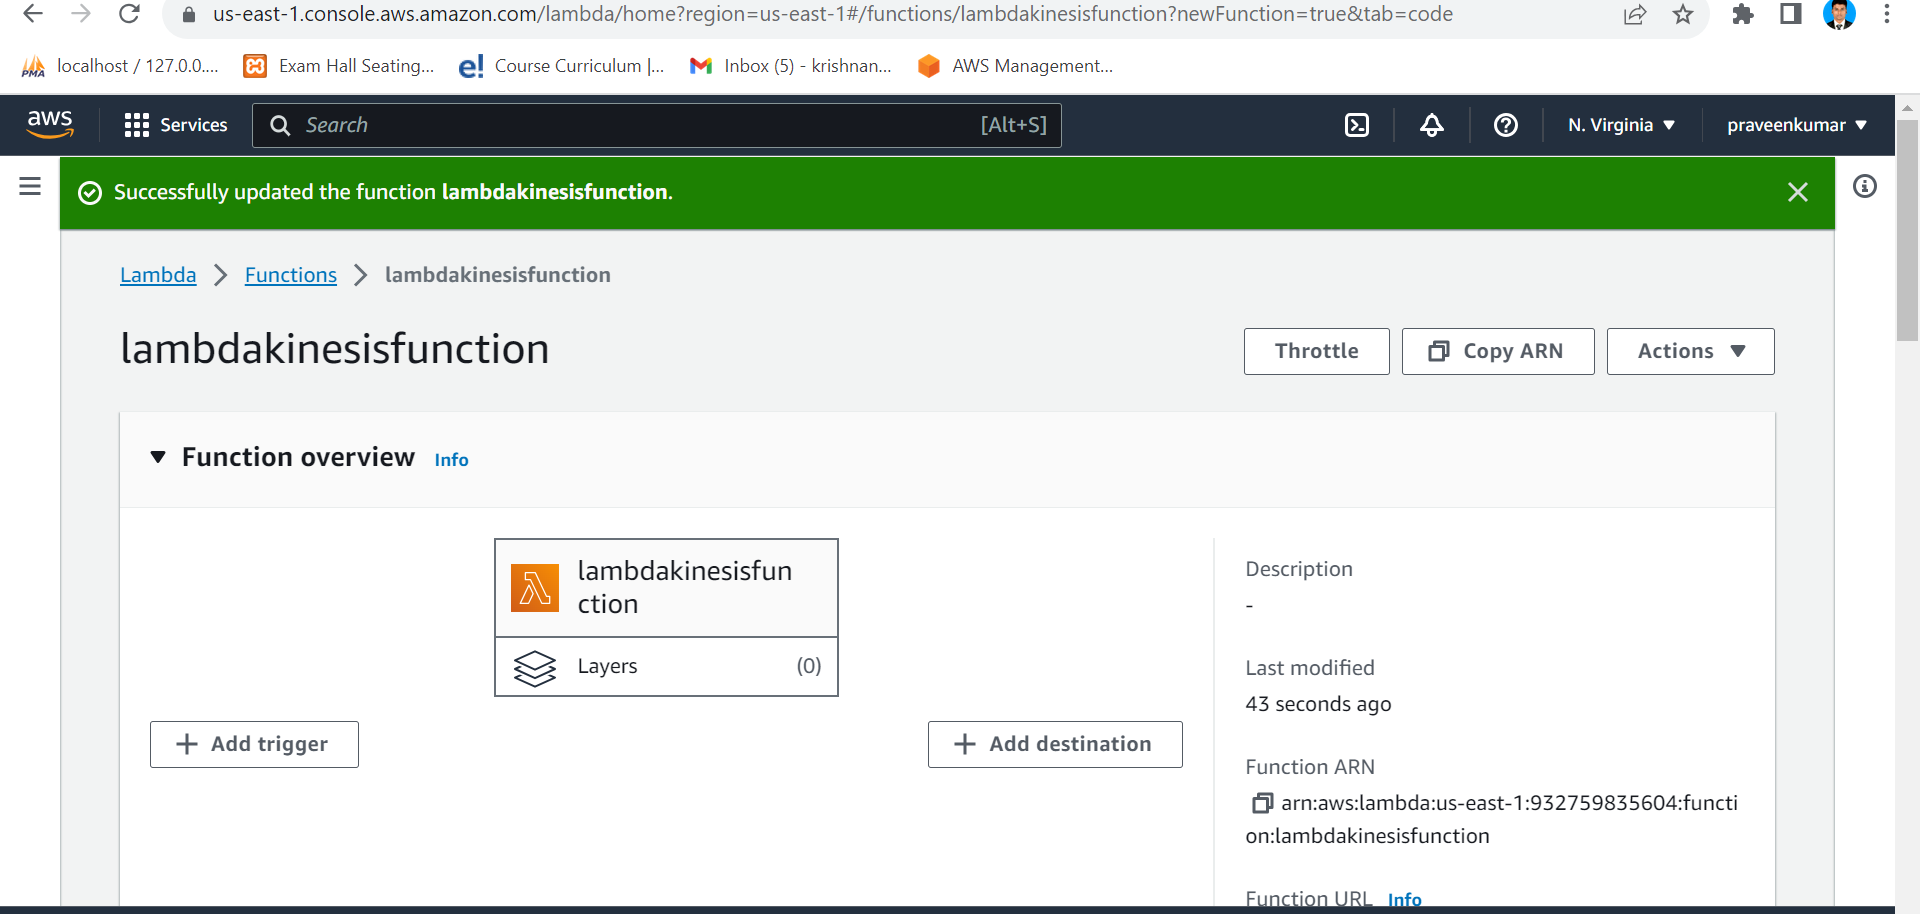 us-east-1.console.aws.amazon.com/lambda/home?region=us-east-1#/functions/lambdakinesisfunction?newFunction=true&tab=code
PMA localhost / 127.0.0.... Exam Hall Seating... e! Course Curriculum |... Inbox (5) - krishnan... AWS Management...
aws Services Search [Alt+S] N. Virginia praveenkumar
Successfully updated the function lambdakinesisfunction.
Lambda Functions lambdakinesisfunction
lambdakinesisfunction Throttle Copy ARN Actions
Function overview Info
lambdakinesisfun
ction
Layers (0)
Add trigger
Add destination
Description
-
Last modified
43 seconds ago
Function ARN
arn:aws:lambda:us-east-1:932759835604:functi
on:lambdakinesisfunction
Function URL Info